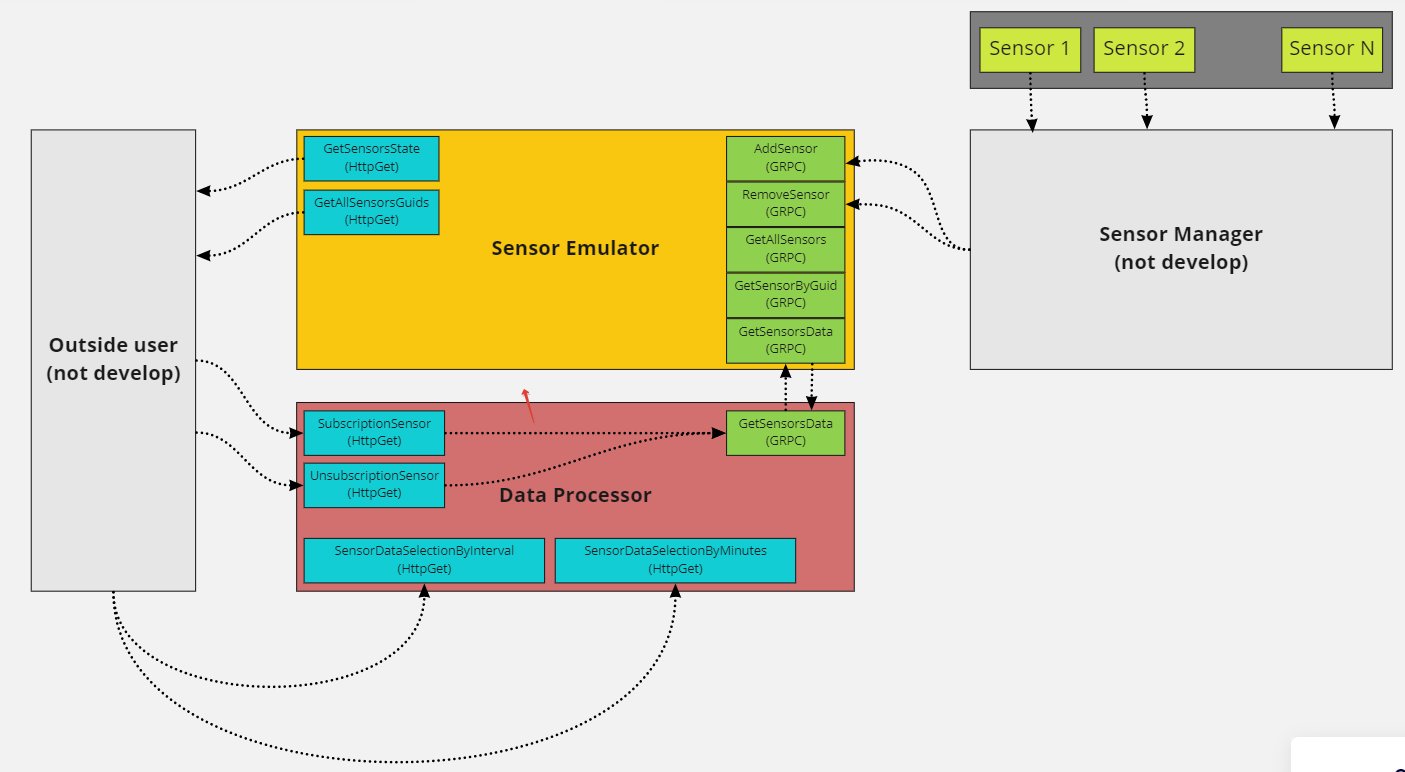 Sensor 1
Sensor 2
Sensor N
GetSensorsState
(HttpGet)
GetAllSensorsGuids
(HttpGet)
Sensor Emulator
AddSensor
(GRPC)
RemoveSensor
(GRPC)
GetAllSensors
(GRPC)
GetSensorByGuid
(GRPC)
GetSensorsData
(GRPC)
Sensor Manager
(not develop)
Outside user
(not develop)
SubscriptionSensor
(HttpGet)
UnsubscriptionSensor
(HttpGet)
GetSensorsData
(GRPC)
Data Processor
SensorDataSelectionByInterval
(HttpGet)
SensorDataSelectionByMinutes
(HttpGet)